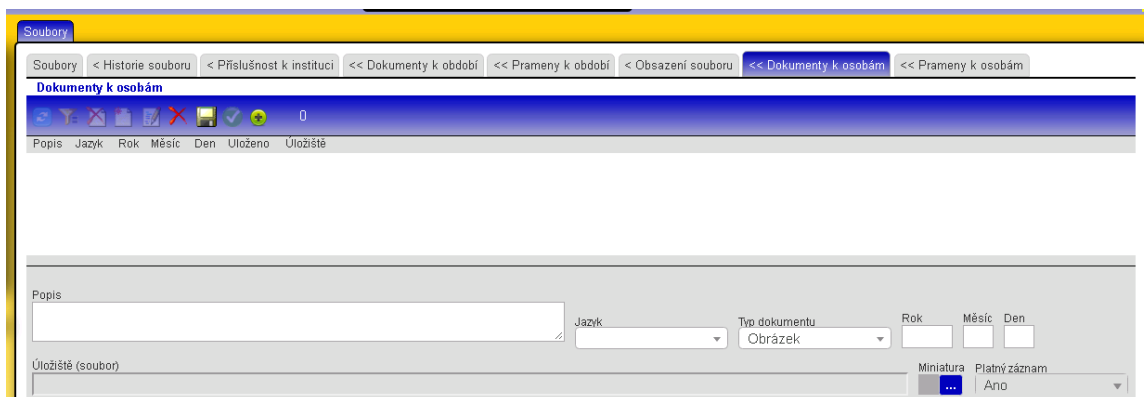 Soubory
Soubory < Historie souboru < Příslušnost k instituci << Dokumenty k období << Prameny k období < Obsazení souboru << Dokumenty k osobám << Prameny k osobám
Dokumenty k osobám
0
Popis Jazyk Rok Měsíc Den Uloženo Úložiště
Popis
Jazyk Typ dokumentu Rok Měsíc Den
Obrázek
Úložiště (soubor) Miniatura Platný záznam
... Ano